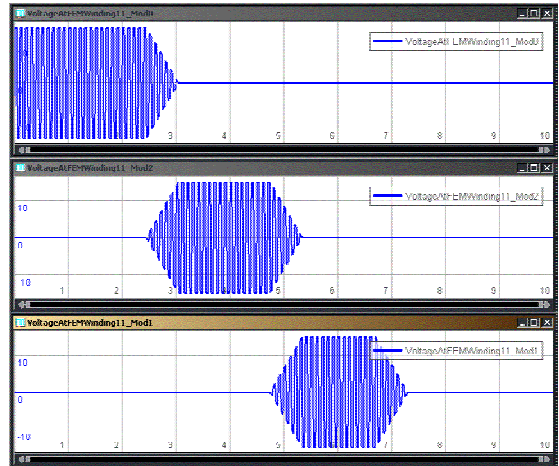 VoltageAtFEMWinding11_Mod0
VoltageAtFEMWinding11_Mod0
3 4 5 6 7 8 9 10
VoltageAtFEMWinding11_Mod2
10
VoltageAtFEMWinding11_Mod2
0
-10
1 2 3 4 5 6 7 8 9 10
VoltageAtFEMWinding11_Mod1
VoltageAtFEMWinding11_Mod1
10
0
-10
1 2 3 4 5 6 7 8 9 10